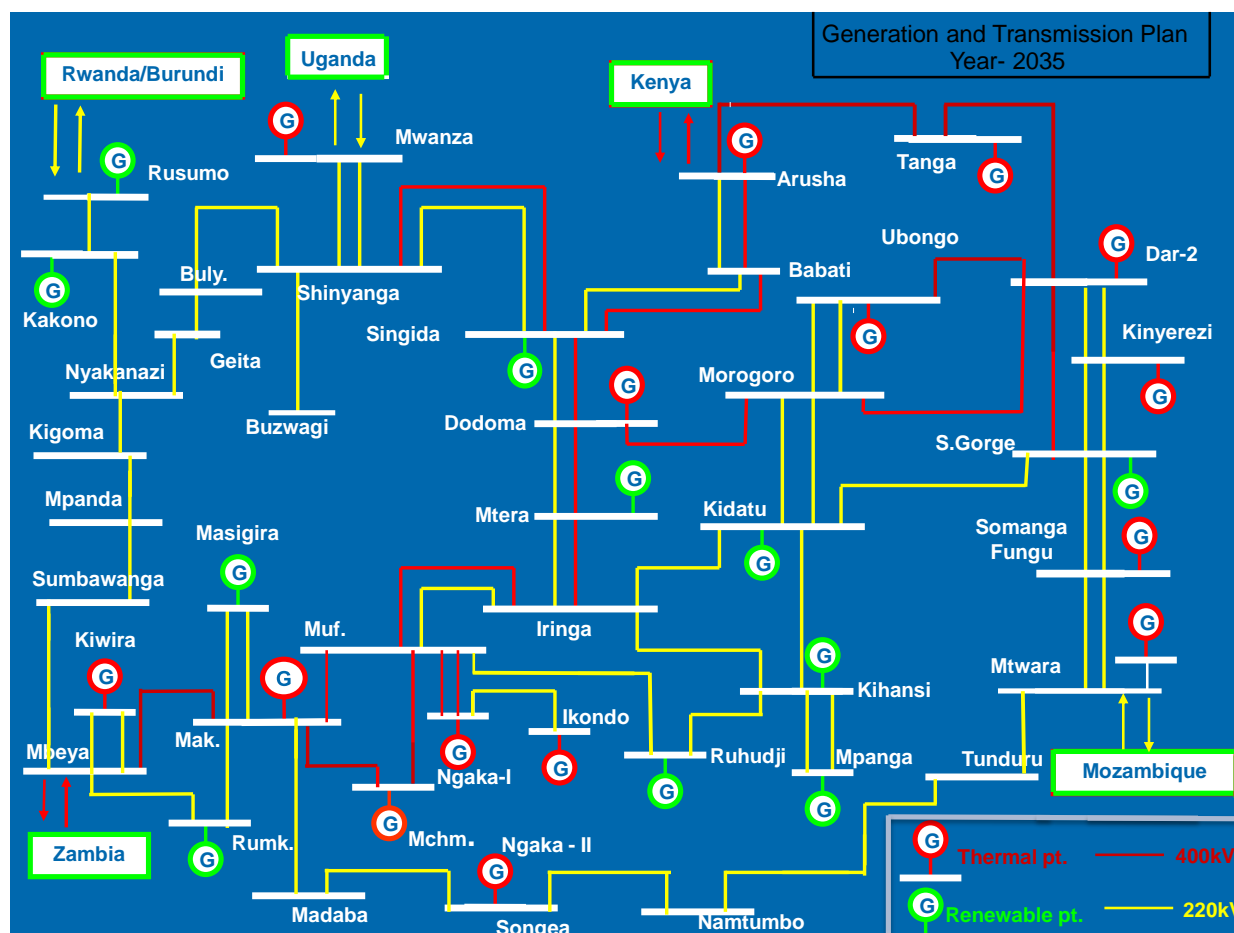 Generation and Transmission Plan
Year- 2035
Rwanda/Burundi
Uganda
Kenya
G
Mwanza
G
Rusumo
G
Arusha
Tanga
G
G
Kakono
Buly.
Shinyanga
Babati
Ubongo
G
Dar-2
Singida
G
Geita
G
Kinyerezi
G
Nyakanazi
Buzwagi
G
Dodoma
Morogoro
Kigoma
S.Gorge
G
Mpanda
G
Mtera
Kidatu
G
Somanga
Fungu
G
Masigira
G
Sumbawanga
Kiwira
G
Muf.
Iringa
G
Mtwara
G
Mbeya
Mak.
G
Kihansi
Ngaka-I
G
Ikondo
G
Ruhudji
G
Mpanga
G
Tunduru
Mozambique
Zambia
Rumk.
G
Mchm.
G
Ngaka - II
G
Madaba
Songea
Namtumbo
G
Thermal pt.
400kV
G
Renewable pt.
220kV